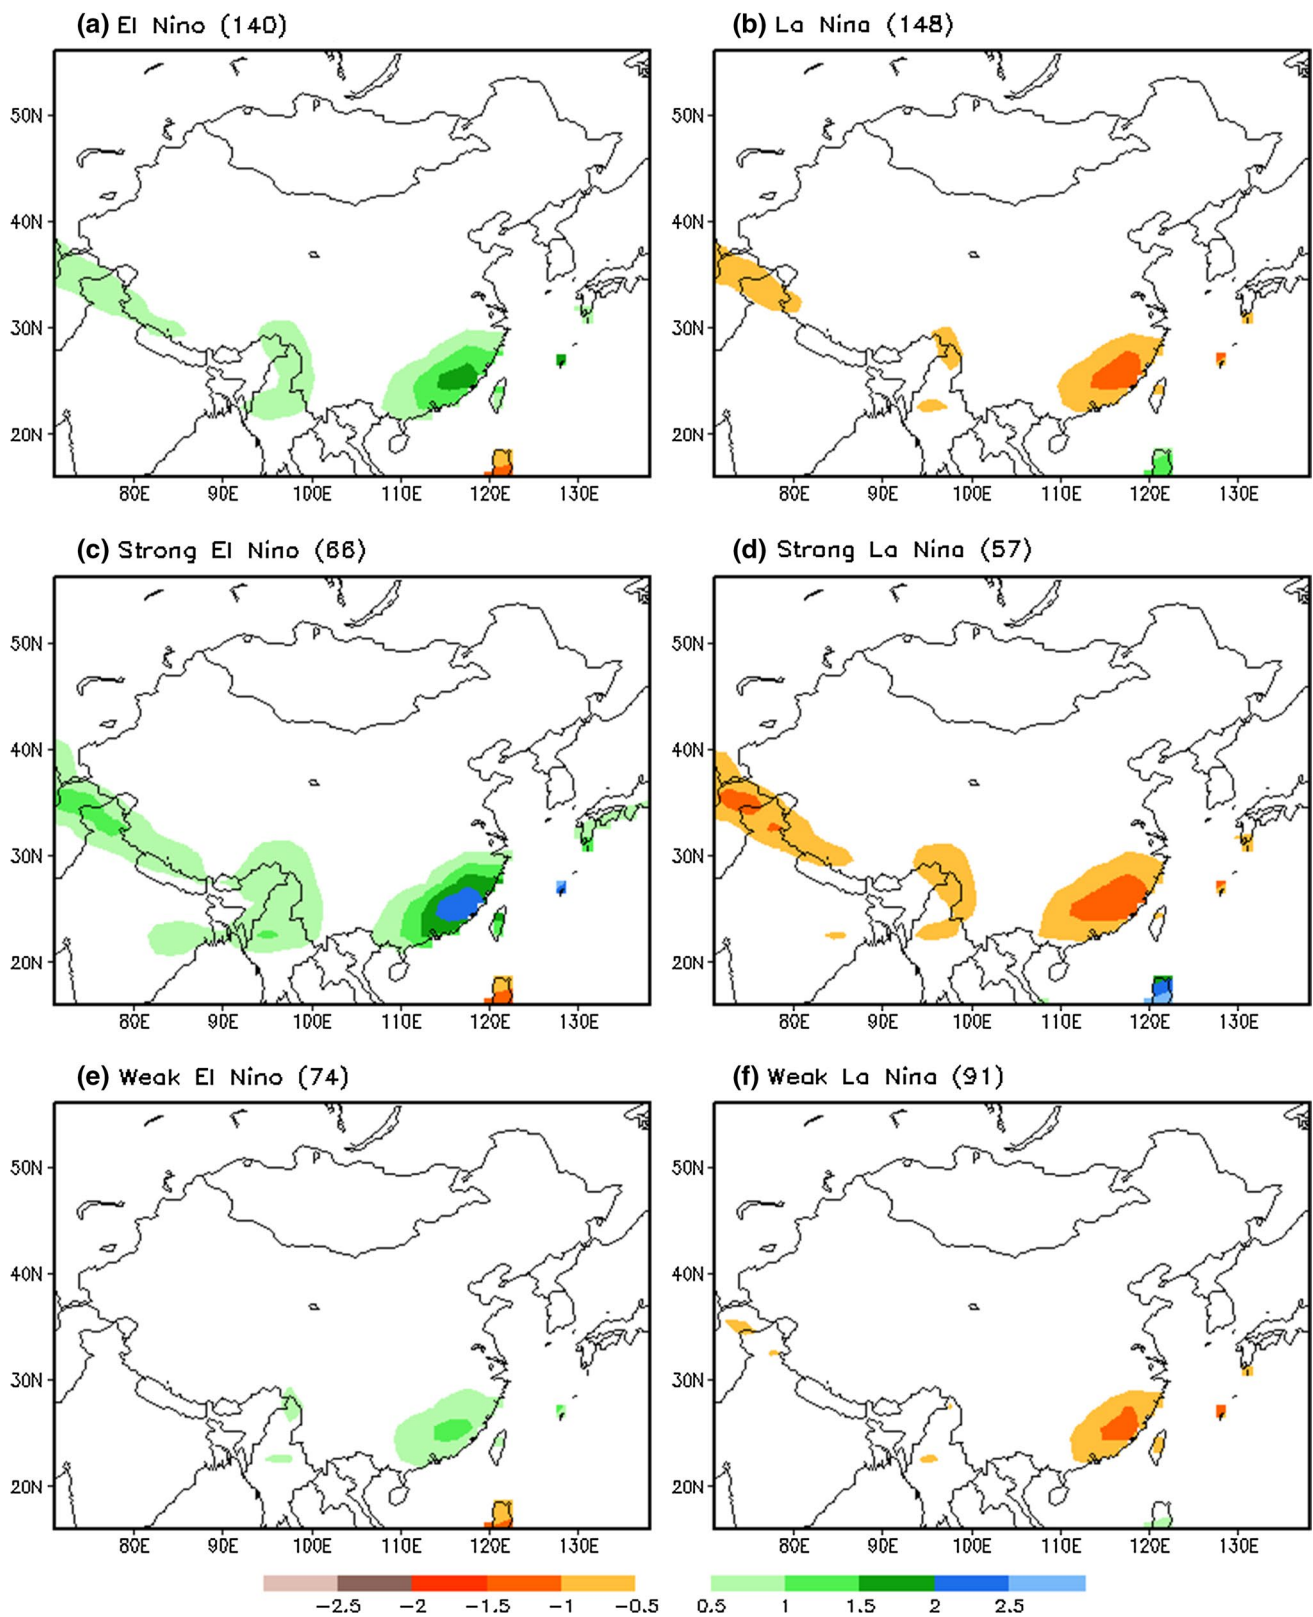 (a) El Nino (140)
(b) La Nina (148)
50N
40N
30N
20N
80E 90E 100E 110E 120E 130E
80E 90E 100E 110E 120E 130E
(c) Strong El Nino (66)
(d) Strong La Nina (57)
50N 50N
40N 40N
30N 30N
20N 20N
80E 90E 100E 110E 120E 130E
80E 90E 100E 110E 120E 130E
(e) Weak El Nino (74)
(f) Weak La Nina (91)
50N 50N
40N 40N
30N 30N
20N 20N
80E 90E 100E 110E 120E 130E
80E 90E 100E 110E 120E 130E
-2.5 -2 -1.5 -1 -0.5 0.5 1 1.5 2 2.5